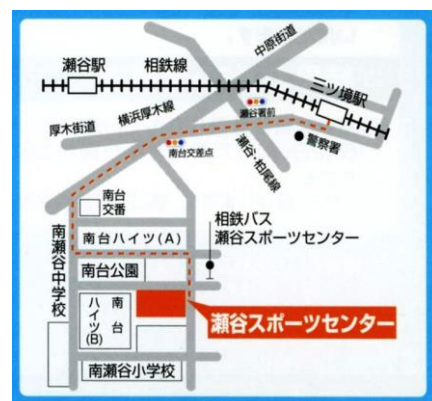 中原街道
瀬谷駅
相鉄線
三ツ境駅
横浜厚木線
厚木街道
瀬谷署前
南台交差点
瀬谷・柏尾線
警察署
南台
交番
相鉄バス
瀬谷スポーツセンター
南台ハイツ(A)
南瀬谷中学校
南台公園
南台
ハイツ
(B)
瀬谷スポーツセンター
南瀬谷小学校